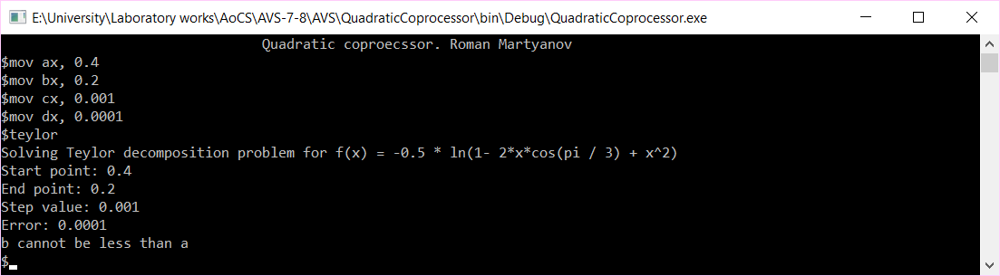 E:\University\Laboratory works\AoCS\AVS-7-8\AVS\QuadraticCoprocessor\bin\Debug\QuadraticCoprocessor.exe
Quadratic coproecssor. Roman Martyanov
$mov ax, 0.4
$mov bx, 0.2
$mov cx, 0.001
$mov dx, 0.0001
$teylor
Solving Teylor decomposition problem for f(x) = -0.5 * ln(1- 2*x*cos(pi / 3) + x^2)
Start point: 0.4
End point: 0.2
Step value: 0.001
Error: 0.0001
b cannot be less than a
$